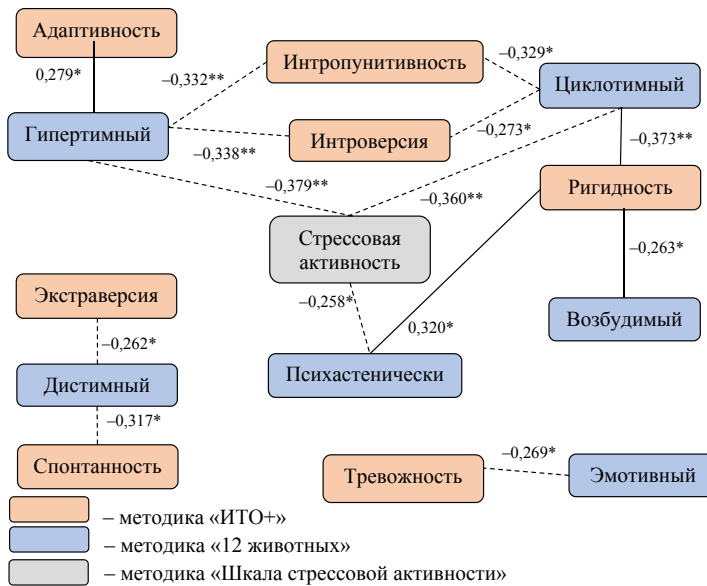 Адаптивность
0,279*
–0,332**
Интропунитивность
–0,329*
Циклотимный
Гипертимный
–0,338**
Интроверсия
–0,273*
–0,373**
–0,379**
–0,360**
Ригидность
Стрессовая
активность
–0,263*
Экстраверсия
–0,258*
Возбудимый
–0,262*
0,320*
Дистимный
Психастенически
–0,317*
Спонтанность
Тревожность
–0,269*
Эмотивный
– методика «ИТО+»
– методика «12 животных»
– методика «Шкала стрессовой активности»